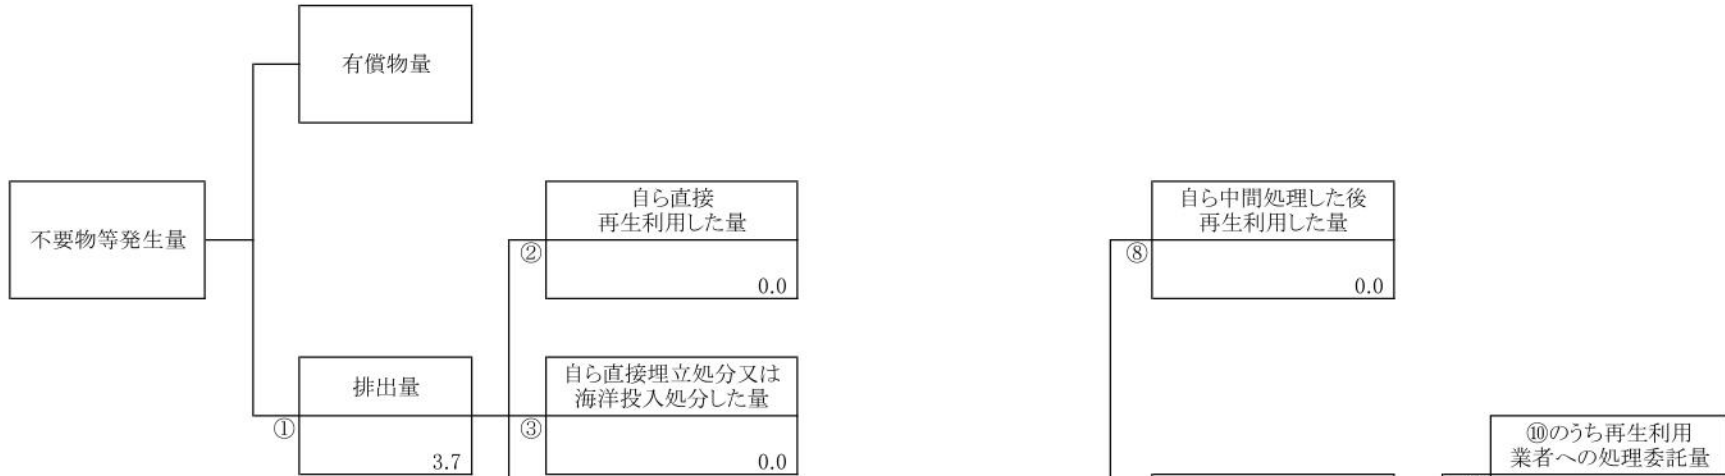 有償物量
不要物等発生量
自ら直接
再生利用した量
②
0.0
自ら中間処理した後
再生利用した量
⑧
0.0
排出量
①
3.7
自ら直接埋立処分又は
海洋投入処分した量
③
0.0
⑩のうち再生利用
業者への処理委託量